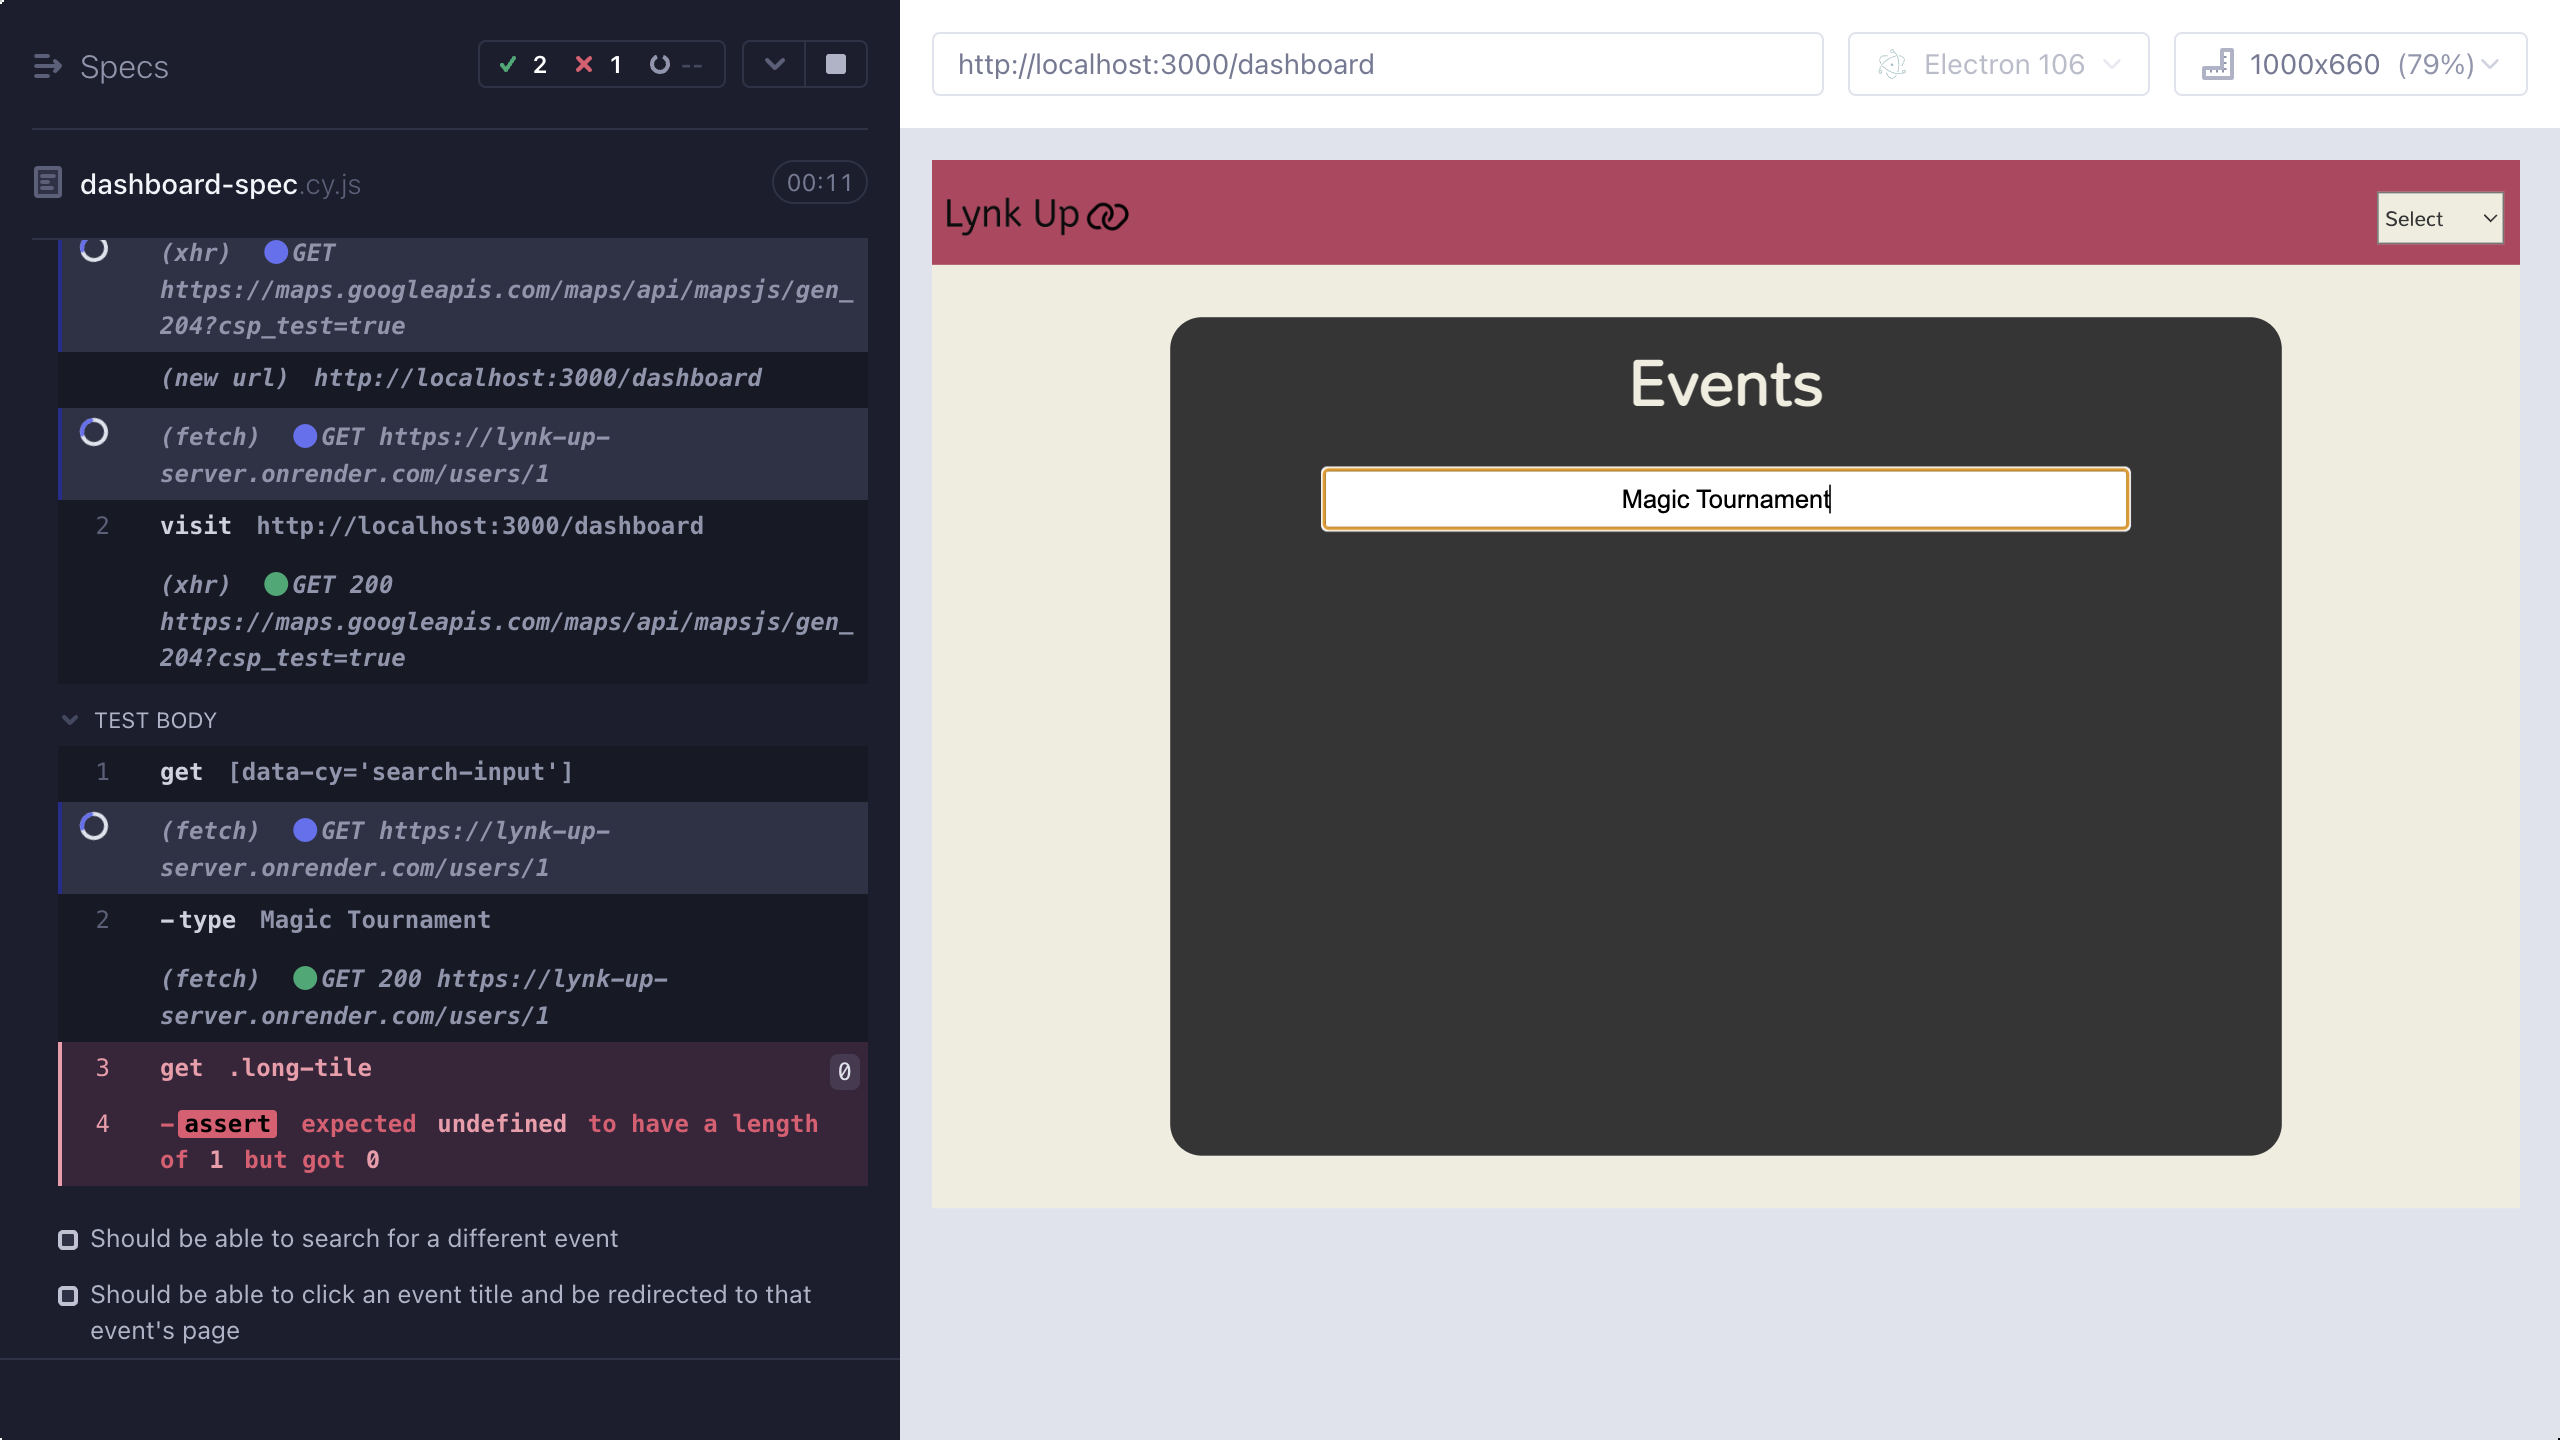 Specs
2
1
--
dashboard-spec.cy.js
00:11
(xhr) GET
https://maps.googleapis.com/maps/api/mapsjs/gen_
204?csp_test=true
(new url) http://localhost:3000/dashboard
(fetch) GET https://lynk-up-
server.onrender.com/users/1
2 visit http://localhost:3000/dashboard
(xhr) GET 200
https://maps.googleapis.com/maps/api/mapsjs/gen_
204?csp_test=true
TEST BODY
1 get [data-cy='search-input']
(fetch) GET https://lynk-up-
server.onrender.com/users/1
2 -type Magic Tournament
(fetch) GET 200 https://lynk-up-
server.onrender.com/users/1
3 get .long-tile 0
4 -assert expected undefined to have a length
of 1 but got 0
Should be able to search for a different event
Should be able to click an event title and be redirected to that
event's page
http://localhost:3000/dashboard
Electron 106
1000x660 (79%)
Lynk Up
Select
Events
Magic Tournament